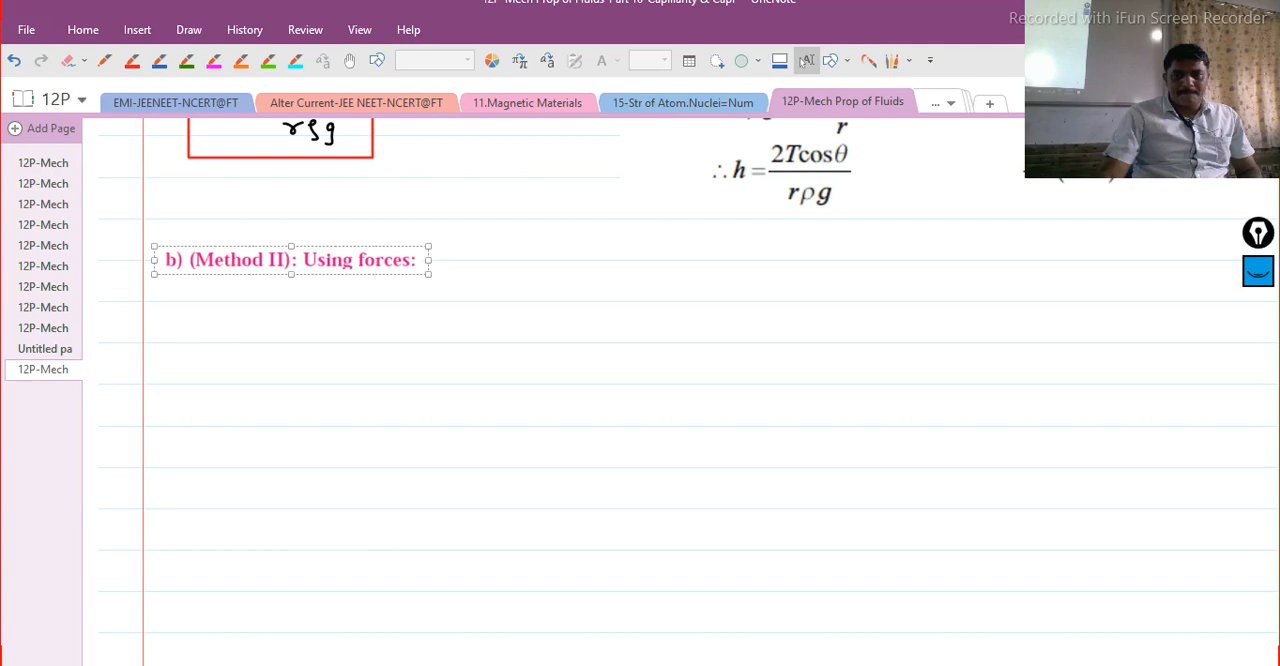 12P-Mech Prop of Fluids-Part 10-Capillarity & Capi - OneNote
Recorded with iFun Screen Recorder
File Home Insert Draw History Review View Help
12P EMI-JEENEET-NCERT@FT Alter Current-JEE NEET-NCERT@FT 11.Magnetic Materials 15-Str of Atom.Nuclei=Num 12P-Mech Prop of Fluids ...
Add Page
12P-Mech
12P-Mech
12P-Mech
12P-Mech
12P-Mech
12P-Mech
12P-Mech
12P-Mech
12P-Mech
Untitled pa
12P-Mech
rρg
r
∴ h = 2Tcosθ
rρg
b) (Method II): Using forces: